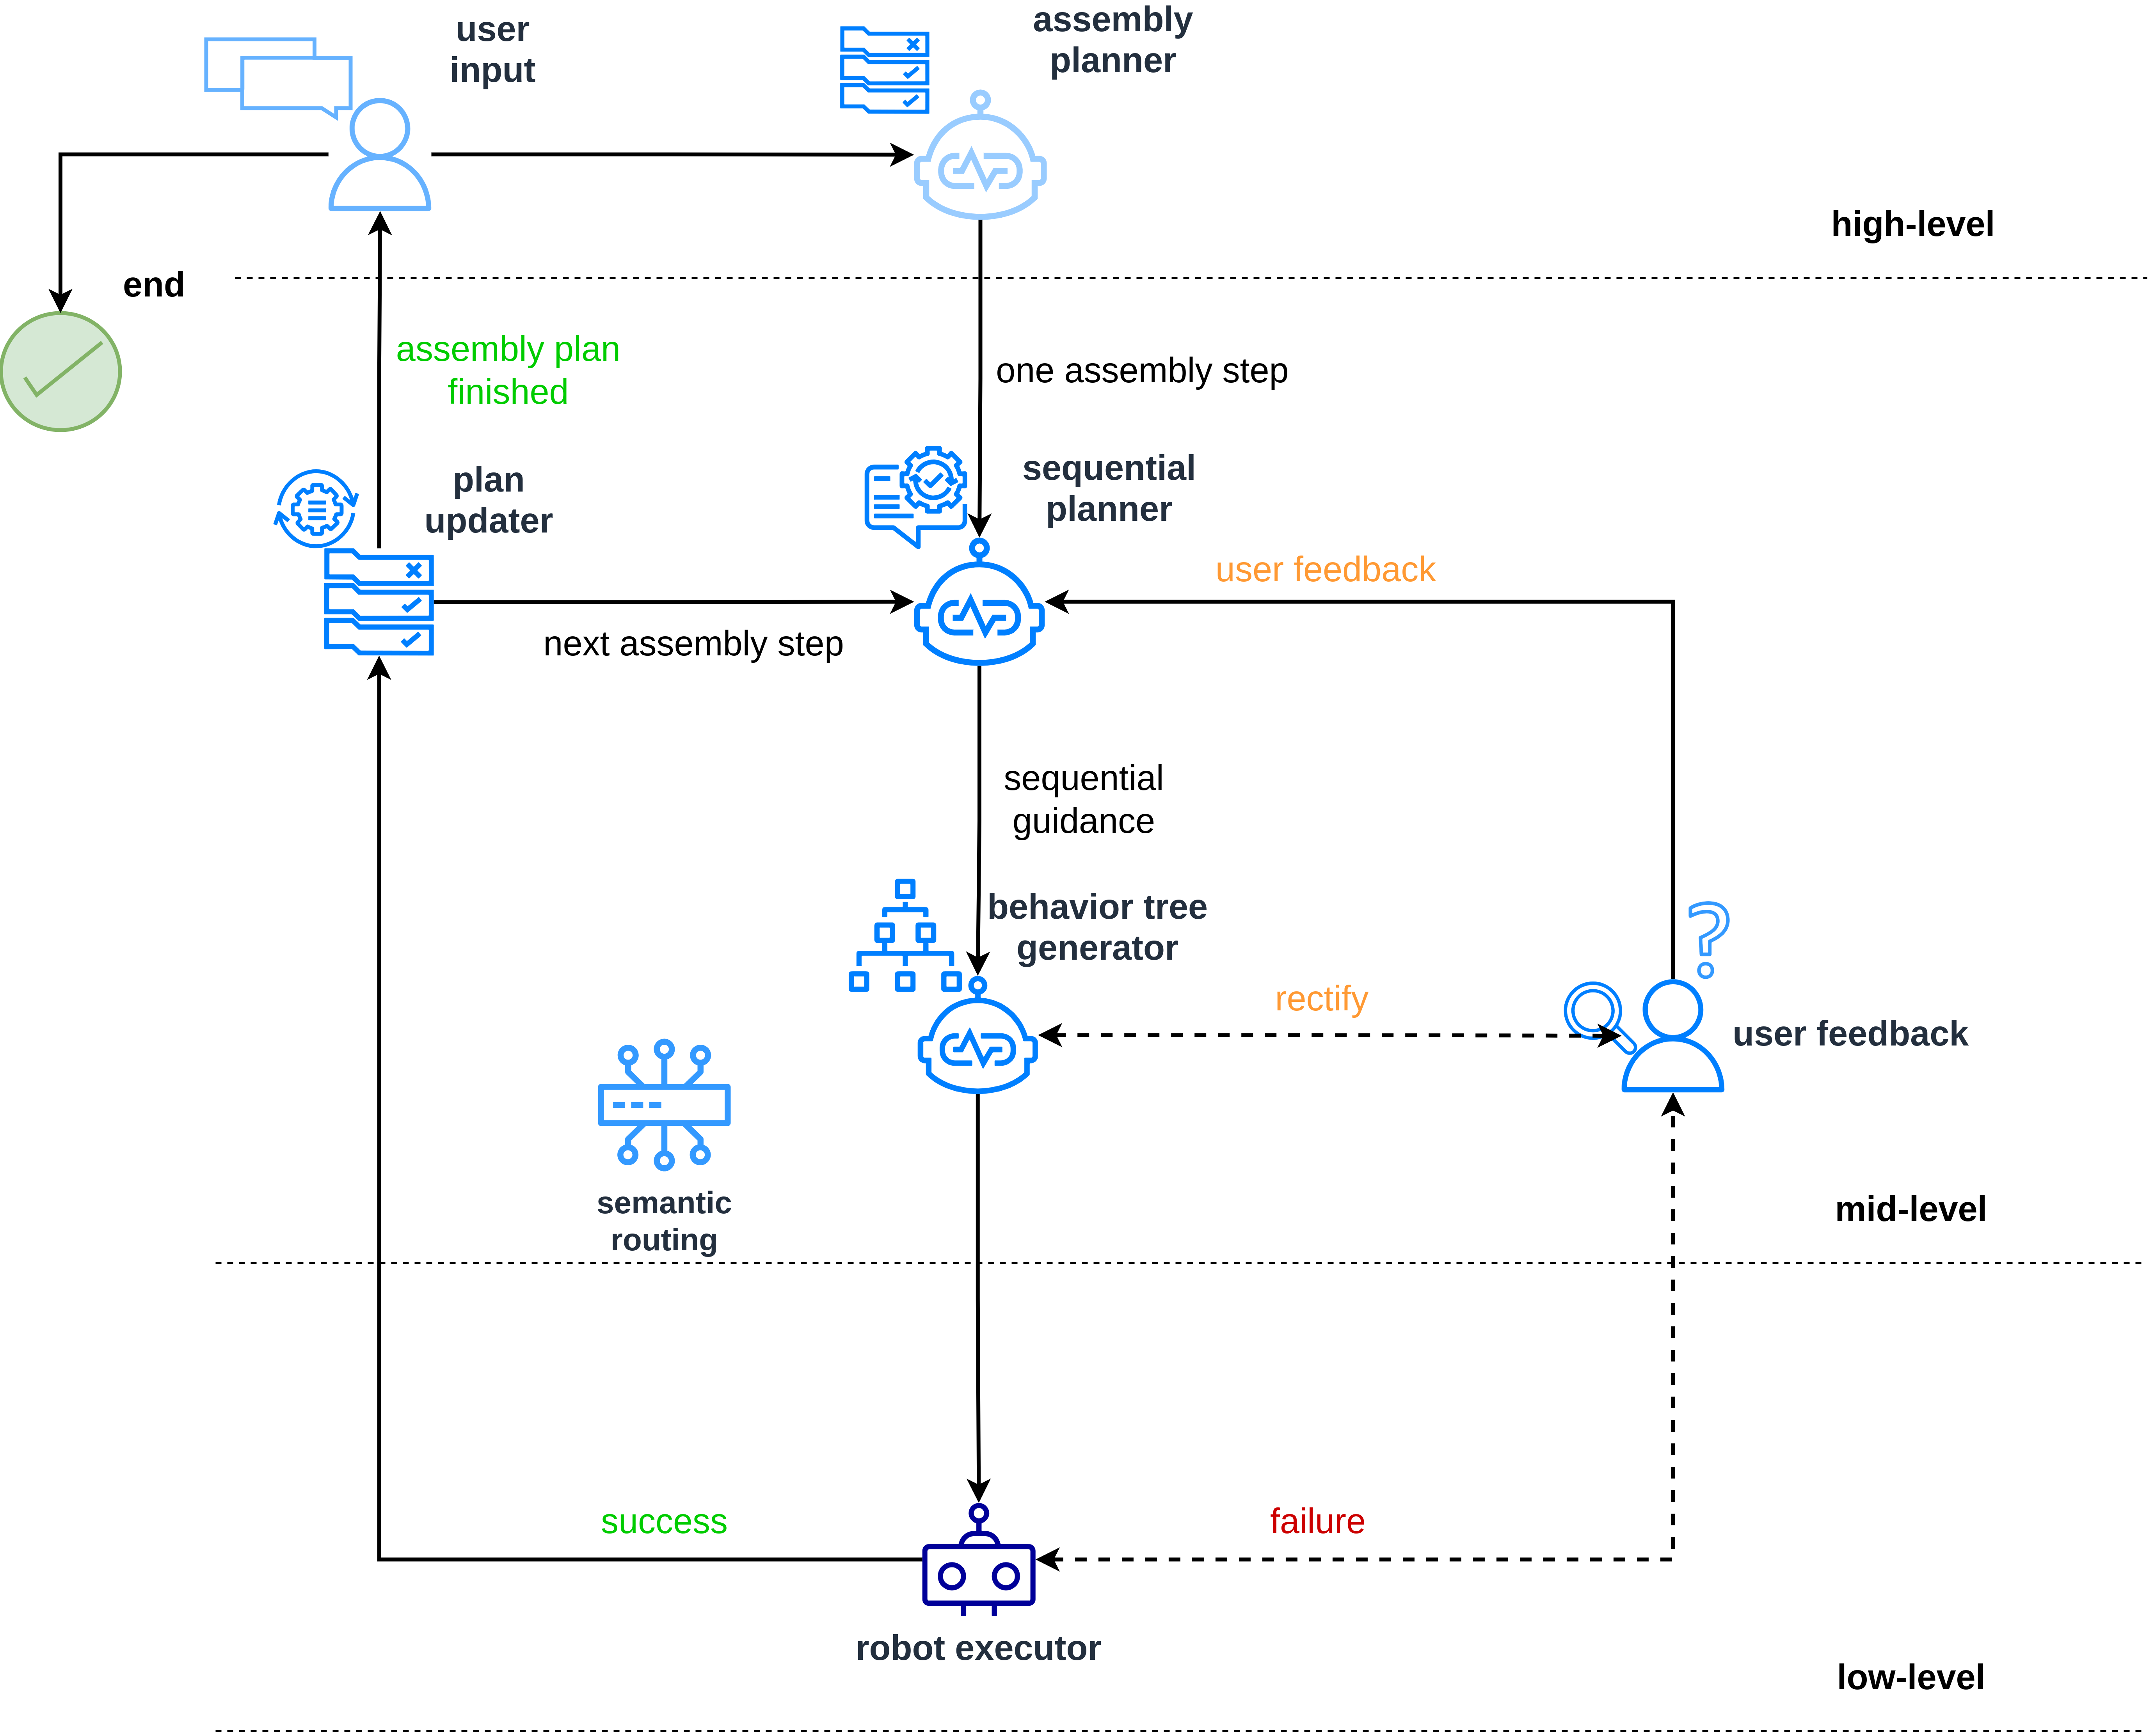 user
input
assembly
planner
high-level
end
assembly plan
finished
one assembly step
plan
updater
sequential
planner
user feedback
next assembly step
sequential
guidance
behavior tree
generator
rectify
user feedback
semantic
routing
mid-level
success
failure
robot executor
low-level